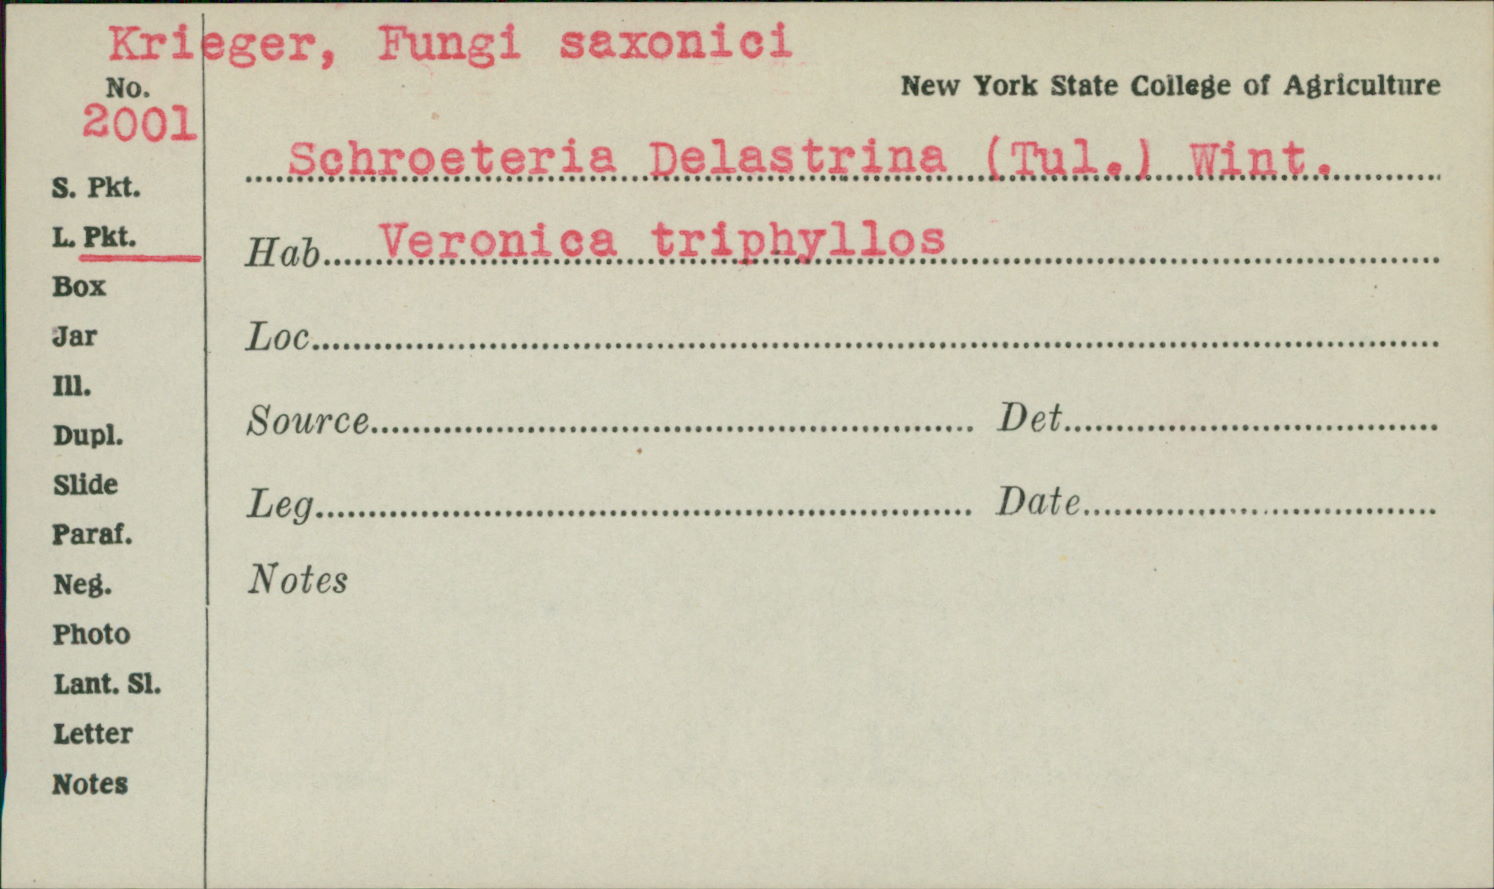 Krieger, Fungi saxonici
No.
2001
New York State College of Agriculture
Schroeteria Delastrina (Tul.) Wint.
S. Pkt.
L. Pkt.
Hab. Veronica triphyllos
Box
Jar
Loc.
Ill.
Dupl.
Source Det.
Slide
Leg. Date
Paraf.
Neg.
Notes
Photo
Lant. Sl.
Letter
Notes